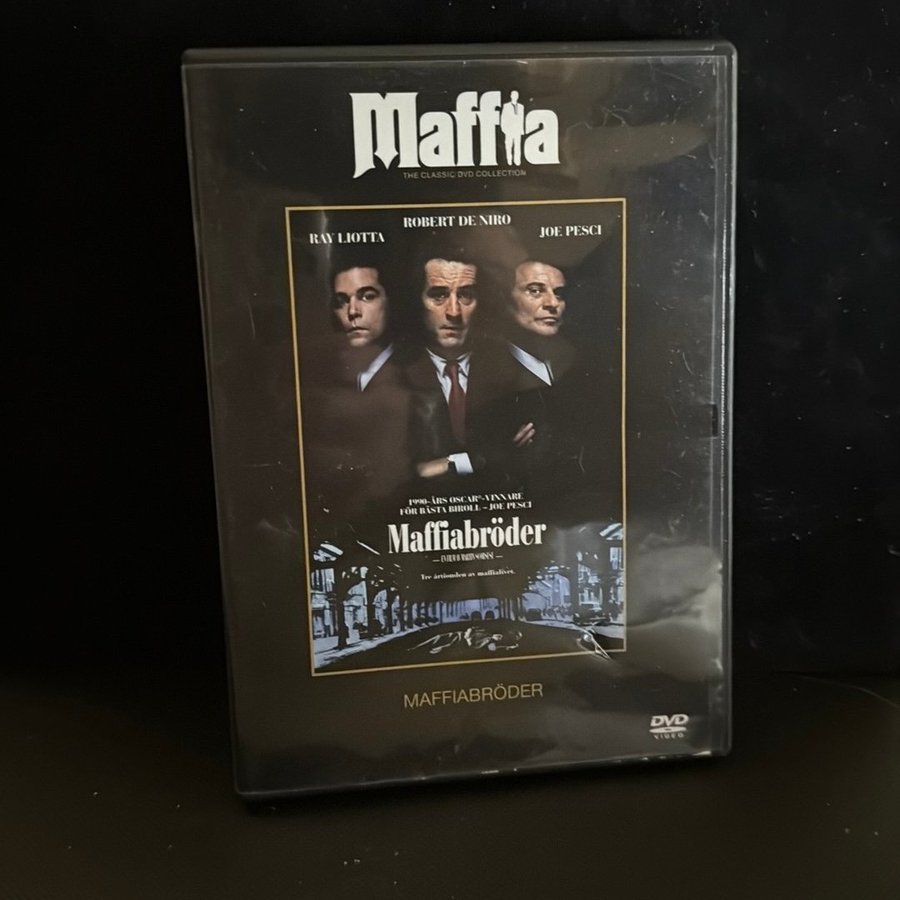 Maffia
THE CLASSIC DVD COLLECTION
ROBERT DE NIRO
RAY LIOTTA
JOE PESCI
1990-ÅRS OSCAR®-VINNARE
FÖR BÄSTA BIROLL – JOE PESCI
Maffiabröder
Tre årtionden av maffialivet.
MAFFIABRÖDER
DVD
VIDEO